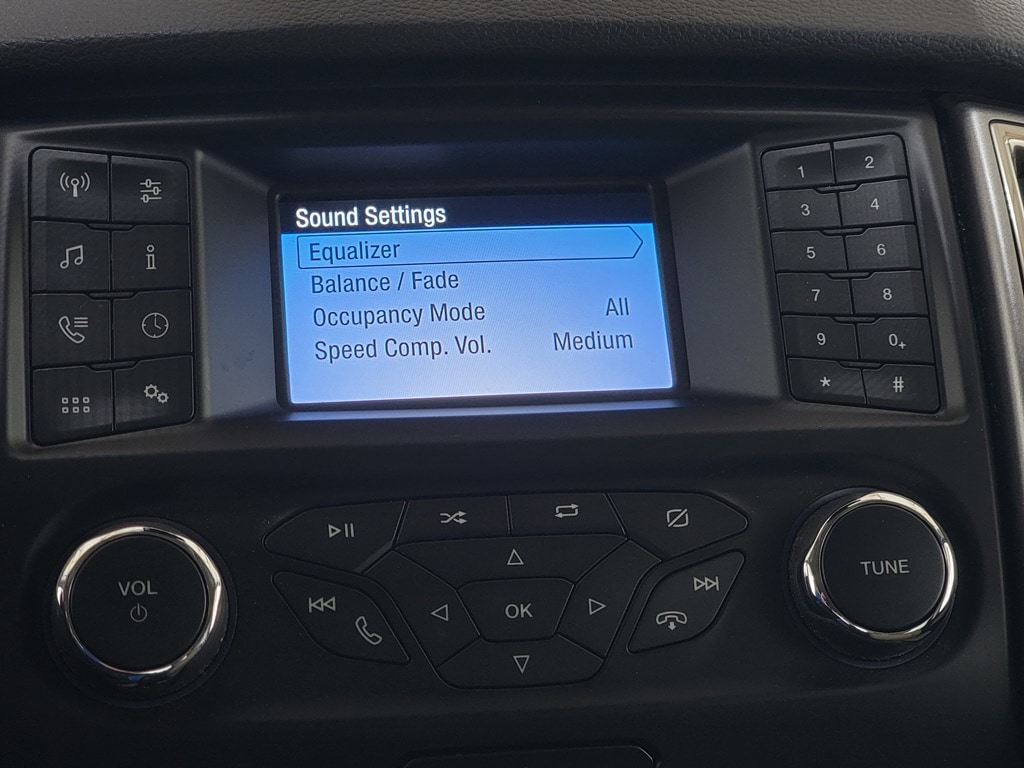 Sound Settings
Equalizer
Balance / Fade
Occupancy Mode All
Speed Comp. Vol. Medium
1 2
3 4
5 6
7 8
9 0+
* #
VOL
OK
TUNE